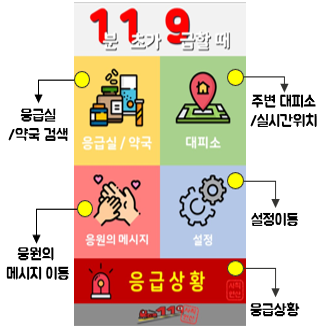 11 9
분 초가 급할 때
응급실
/약국 검색
응급실 / 약국
대피소
주변 대피소
/실시간위치
응원의
메시지 이동
응원의 메시지
설정
설정이동
응급상황
응급상황
119